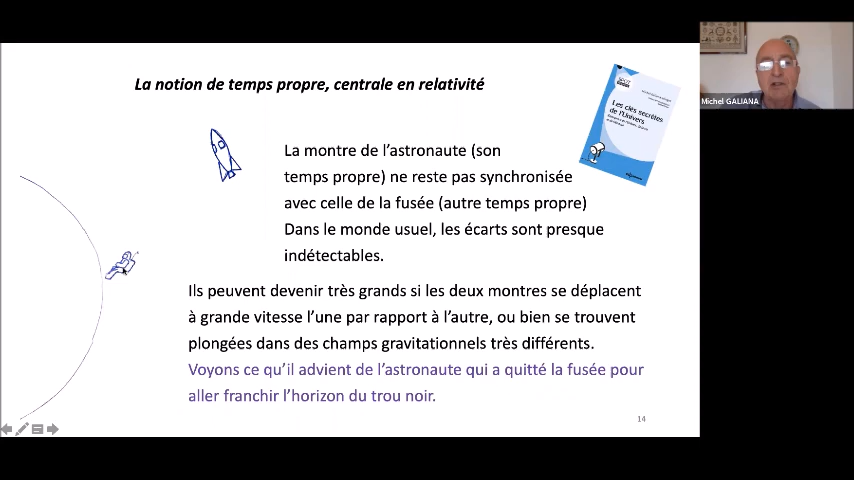 La notion de temps propre, centrale en relativité
Michel GALIANA
Les clés secrètes
de l'Univers
La montre de l'astronaute (son
temps propre) ne reste pas synchronisée
avec celle de la fusée (autre temps propre)
Dans le monde usuel, les écarts sont presque
indétectables.
Ils peuvent devenir très grands si les deux montres se déplacent
à grande vitesse l'une par rapport à l'autre, ou bien se trouvent
plongées dans des champs gravitationnels très différents.
Voyons ce qu'il advient de l'astronaute qui a quitté la fusée pour
aller franchir l'horizon du trou noir.
14